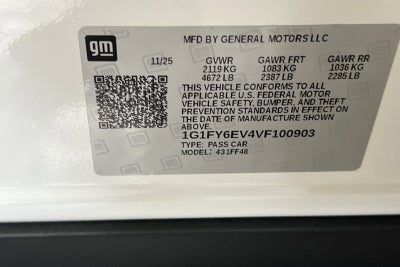 gm
MFD BY GENERAL MOTORS LLC
11/25 GVWR GAWR FRT GAWR RR
2119 KG 1083 KG 1036 KG
4672 LB 2387 LB 2285 LB
THIS VEHICLE CONFORMS TO ALL
APPLICABLE U.S. FEDERAL MOTOR
VEHICLE SAFETY, BUMPER, AND THEFT
PREVENTION STANDARDS IN EFFECT ON
THE DATE OF MANUFACTURE SHOWN
ABOVE.
1G1FY6EV4VF100903
TYPE: PASS CAR
MODEL: 431FF48